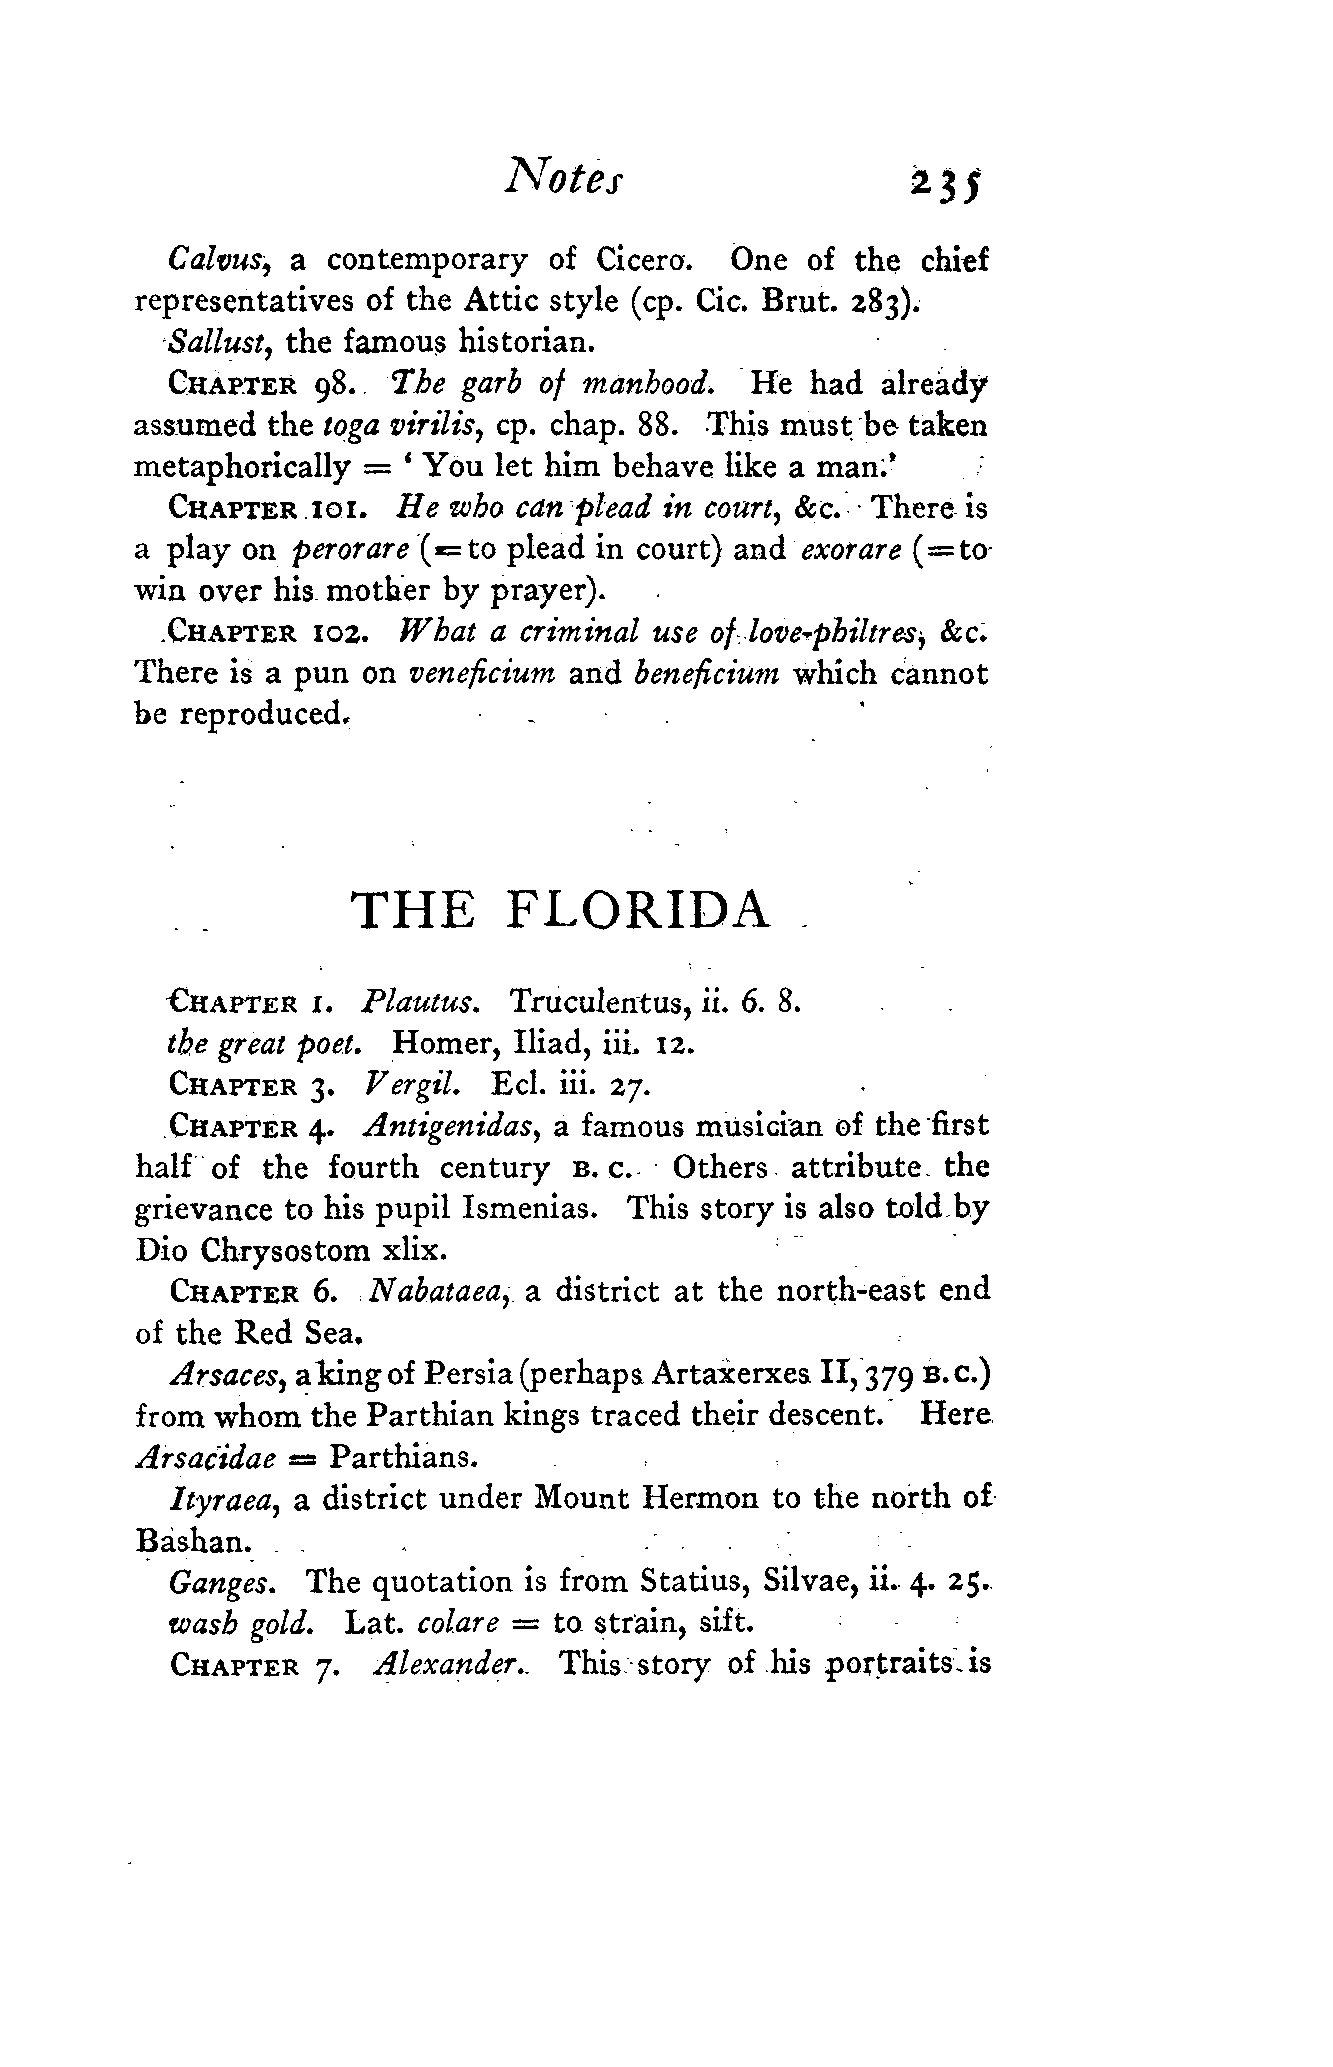 Notes 235
Calvus, a contemporary of Cicero. One of the chief
representatives of the Attic style (cp. Cic. Brut. 283).
Sallust, the famous historian.
CHAPTER 98. The garb of manhood. He had already
assumed the toga virilis, cp. chap. 88. This must be taken
metaphorically = ‘ You let him behave like a man.’
CHAPTER 101. He who can plead in court, &c. There is
a play on perorare (=to plead in court) and exorare (=to
win over his mother by prayer).
CHAPTER 102. What a criminal use of love-philtres, &c.
There is a pun on veneficium and beneficium which cannot
be reproduced.
THE FLORIDA
CHAPTER 1. Plautus. Truculentus, ii. 6. 8.
the great poet. Homer, Iliad, iii. 12.
CHAPTER 3. Vergil. Ecl. iii. 27.
CHAPTER 4. Antigenidas, a famous musician of the first
half of the fourth century B. C. Others attribute the
grievance to his pupil Ismenias. This story is also told by
Dio Chrysostom xlix.
CHAPTER 6. Nabataea, a district at the north-east end
of the Red Sea.
Arsaces, a king of Persia (perhaps Artaxerxes II, 379 B.C.)
from whom the Parthian kings traced their descent. Here
Arsacidae = Parthians.
Ityraea, a district under Mount Hermon to the north of
Bashan.
Ganges. The quotation is from Statius, Silvae, ii. 4. 25.
wash gold. Lat. colare = to strain, sift.
CHAPTER 7. Alexander. This story of his portraits is